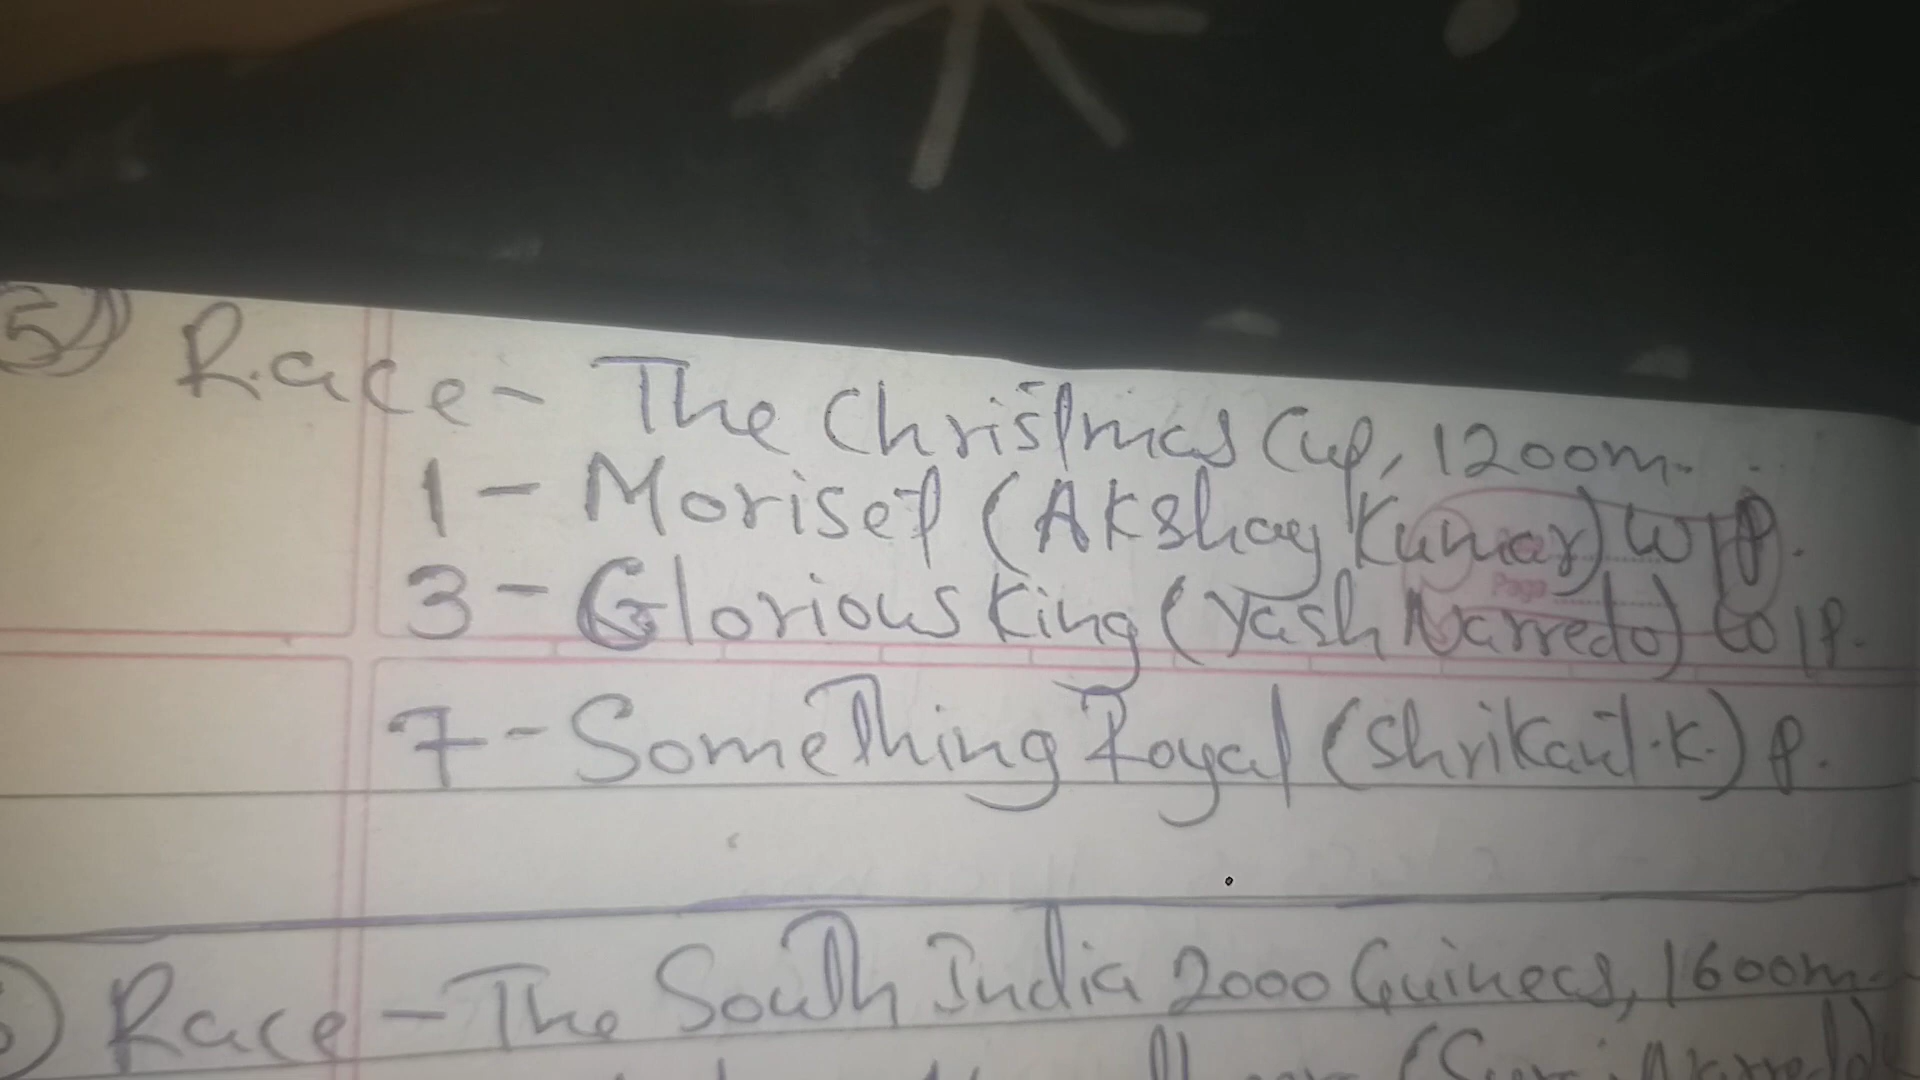 5) Race - The Christmas Cup, 1200m.
1 - Moriset (Akshay Kumar) W/P.
Page
3 - Glorious King (Yash Narredo) W/P.
7 - Something Royal (Shrikant.K.) P.
Race - The South India 2000 Guineas, 1600m